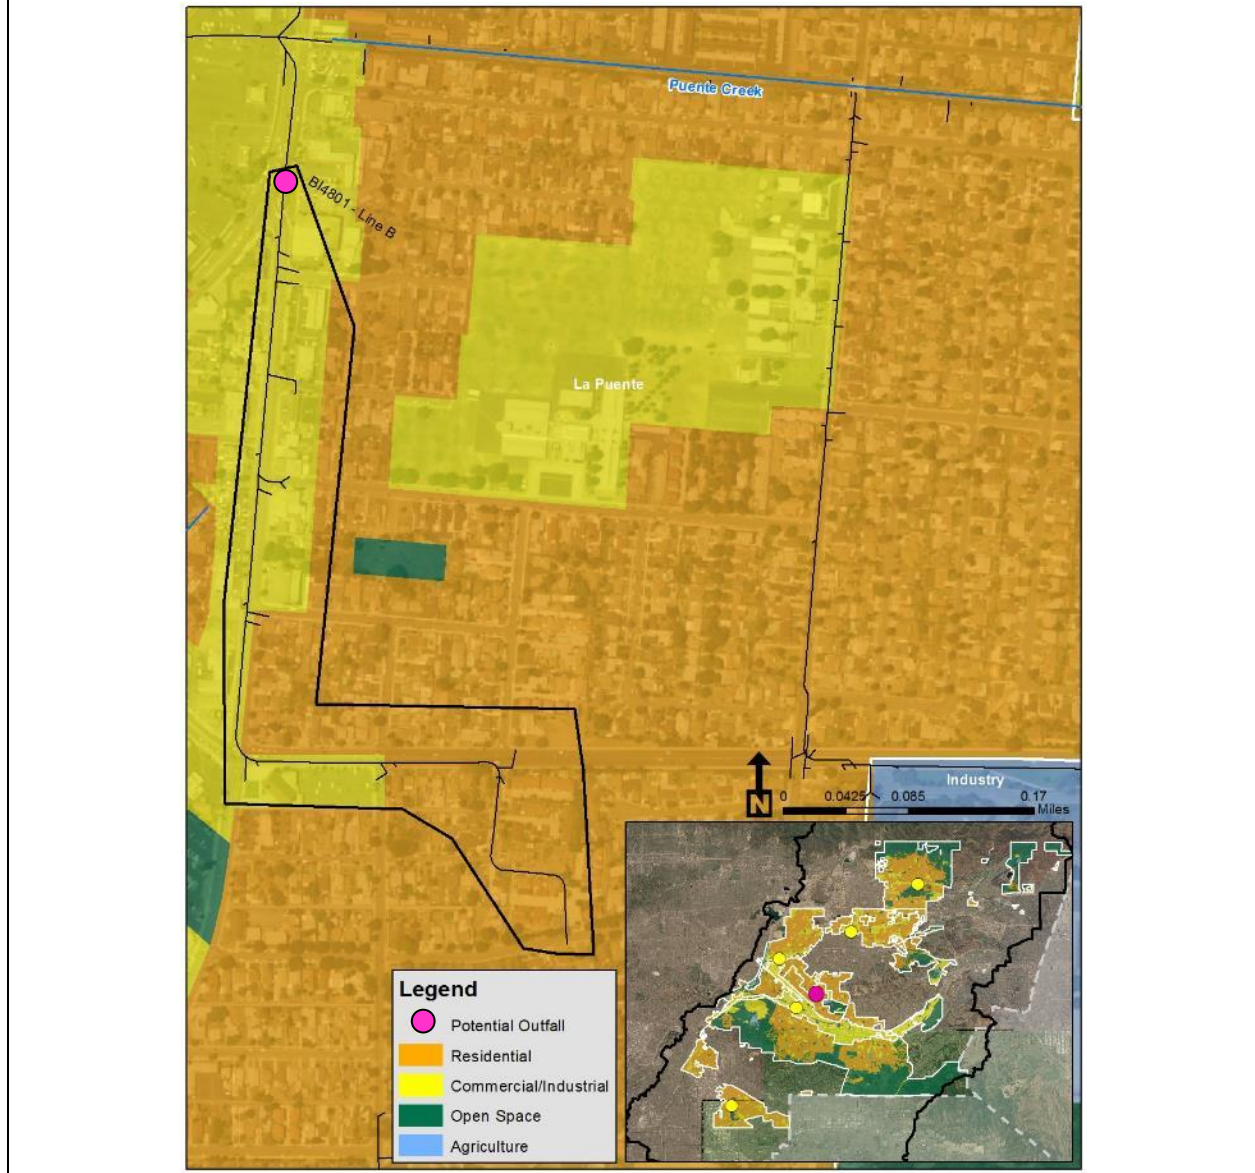 Puente Creek
BI4801 - Line B
La Puente
Industry
N
0 0.0425 0.085 0.17
Miles
Legend
Potential Outfall
Residential
Commercial/Industrial
Open Space
Agriculture